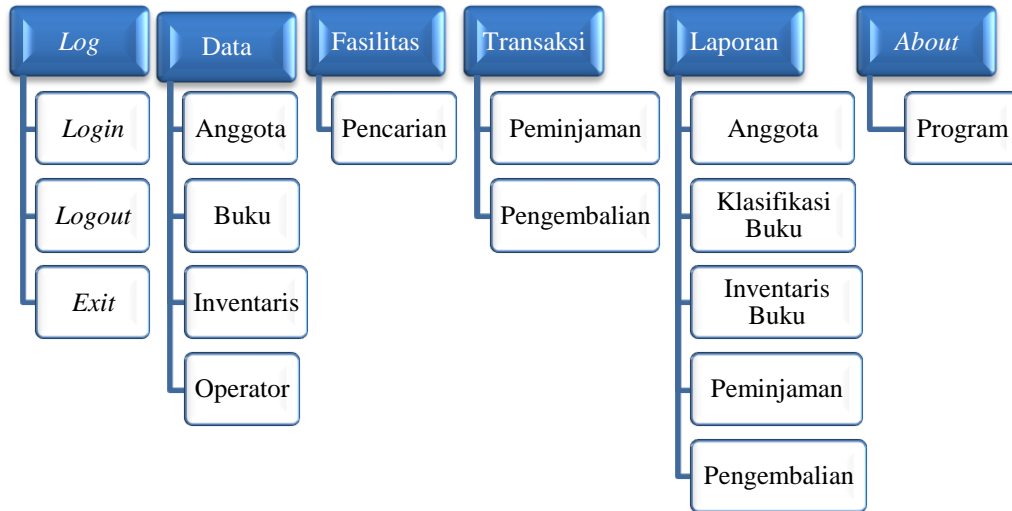 Log
Login
Logout
Exit
Data
Anggota
Buku
Inventaris
Operator
Fasilitas
Pencarian
Transaksi
Peminjaman
Pengembalian
Laporan
Anggota
Klasifikasi
Buku
Inventaris
Buku
Peminjaman
Pengembalian
About
Program